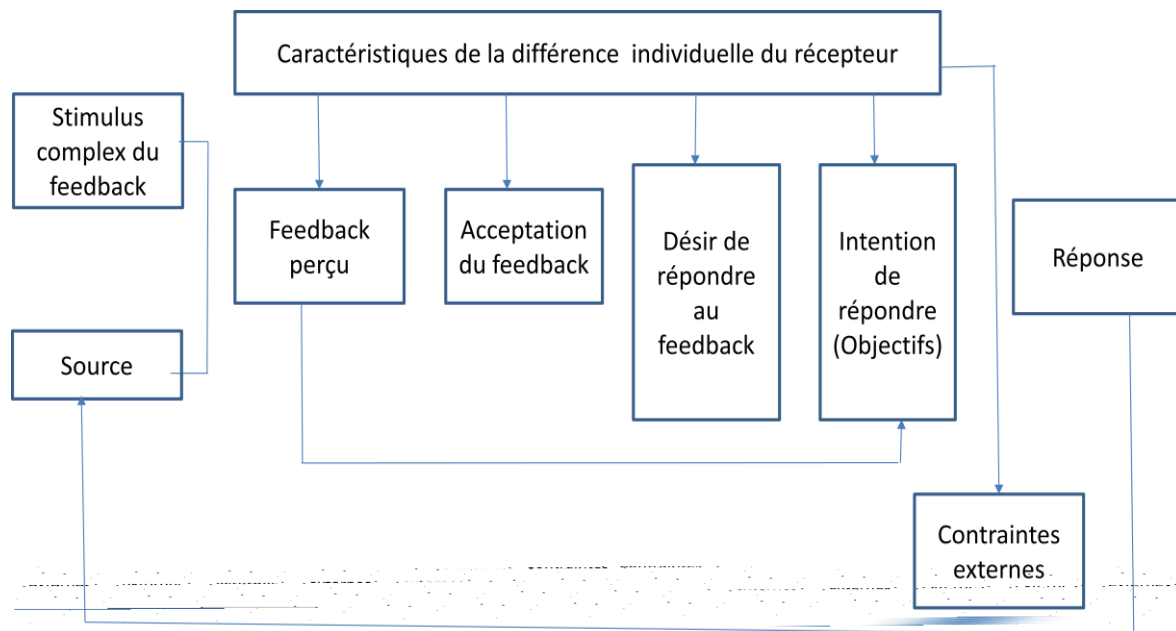 Caractéristiques de la différence individuelle du récepteur
Stimulus
complex du
feedback
Source
Feedback
perçu
Acceptation
du feedback
Désir de
répondre
au
feedback
Intention
de
répondre
(Objectifs)
Réponse
Contraintes
externes